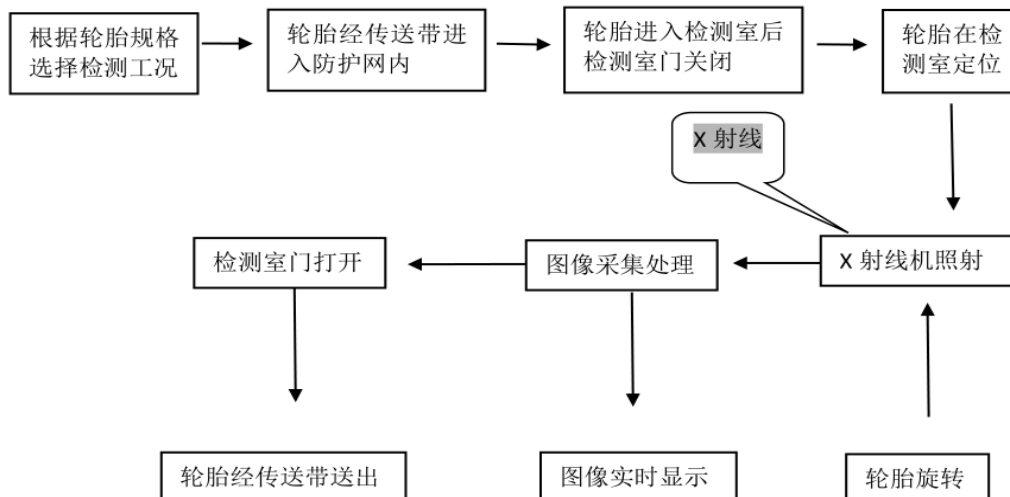 根据轮胎规格
选择检测工况
轮胎经传送带进
入防护网内
轮胎进入检测室后
检测室门关闭
轮胎在检
测室定位
X 射线
X 射线机照射
图像采集处理
检测室门打开
轮胎经传送带送出
图像实时显示
轮胎旋转